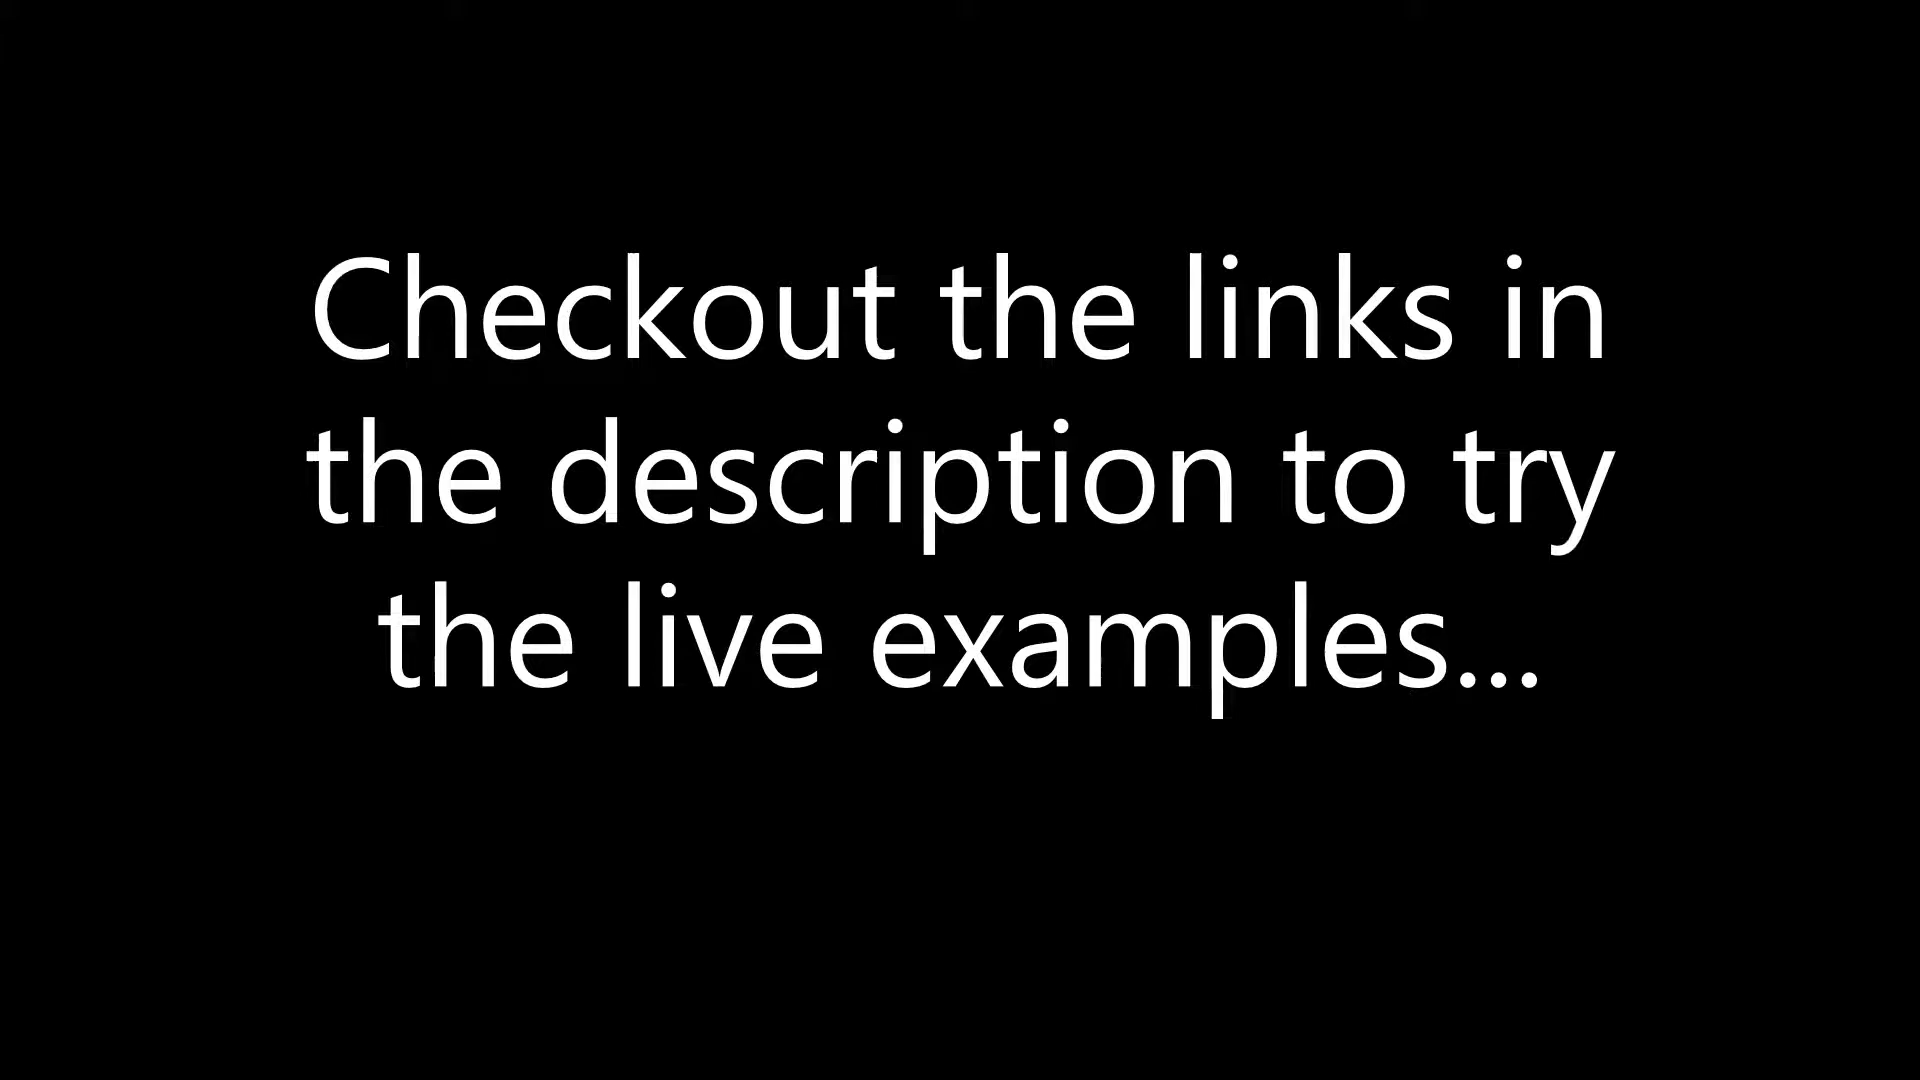 Checkout the links in
the description to try
the live examples...